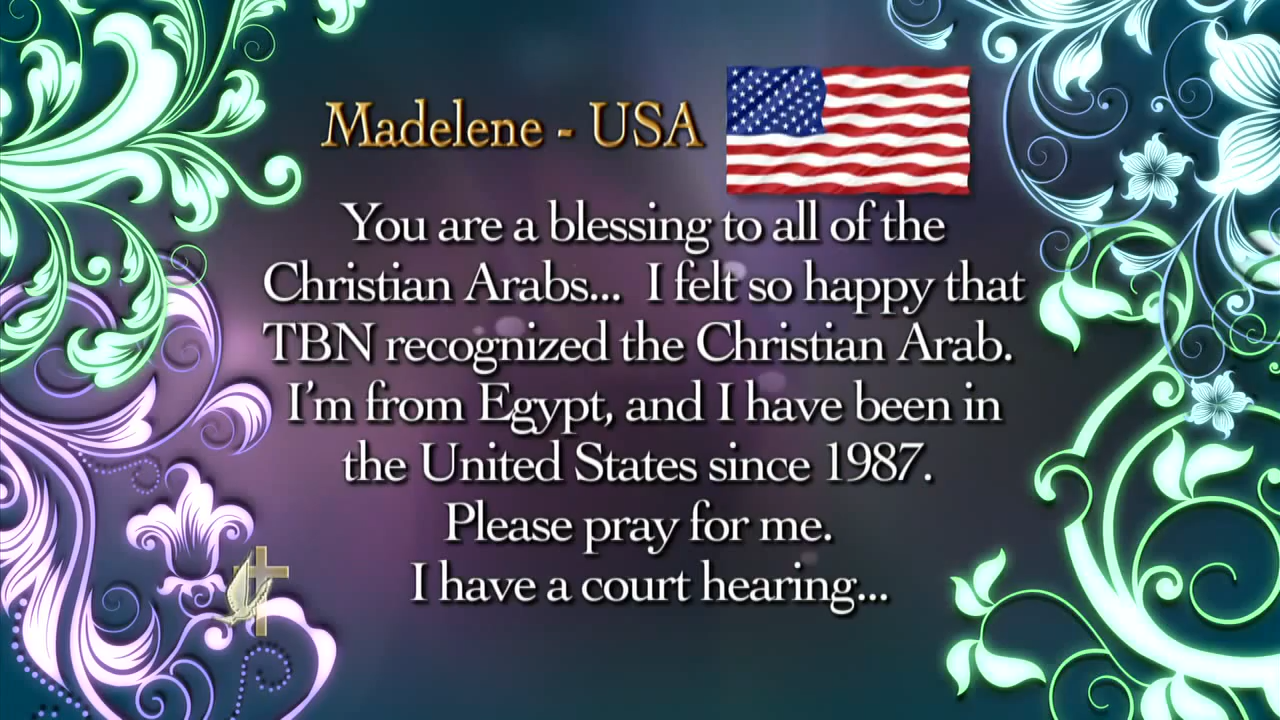 Madelene - USA
You are a blessing to all of the
Christian Arabs... I felt so happy that
TBN recognized the Christian Arab.
I'm from Egypt, and I have been in
the United States since 1987.
Please pray for me.
I have a court hearing...